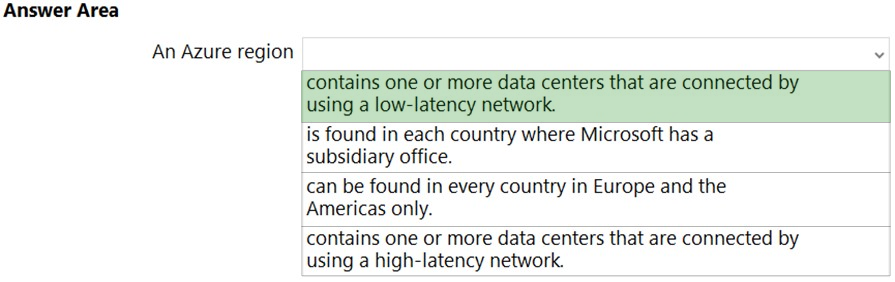 Answer Area
An Azure region
contains one or more data centers that are connected by
using a low-latency network.
is found in each country where Microsoft has a
subsidiary office.
can be found in every country in Europe and the
Americas only.
contains one or more data centers that are connected by
using a high-latency network.